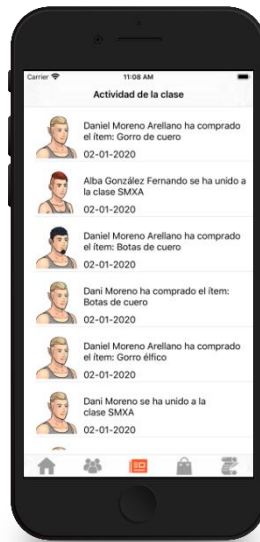 Carrier
11:08 AM
Actividad de la clase
Daniel Moreno Arellano ha comprado
el ítem: Gorro de cuero
02-01-2020
Alba González Fernando se ha unido a
la clase SMXA
02-01-2020
Daniel Moreno Arellano ha comprado
el ítem: Botas de cuero
02-01-2020
Dani Moreno ha comprado el ítem:
Botas de cuero
02-01-2020
Daniel Moreno Arellano ha comprado
el ítem: Gorro élfico
02-01-2020
Dani Moreno se ha unido a la
clase SMXA
02-01-2020